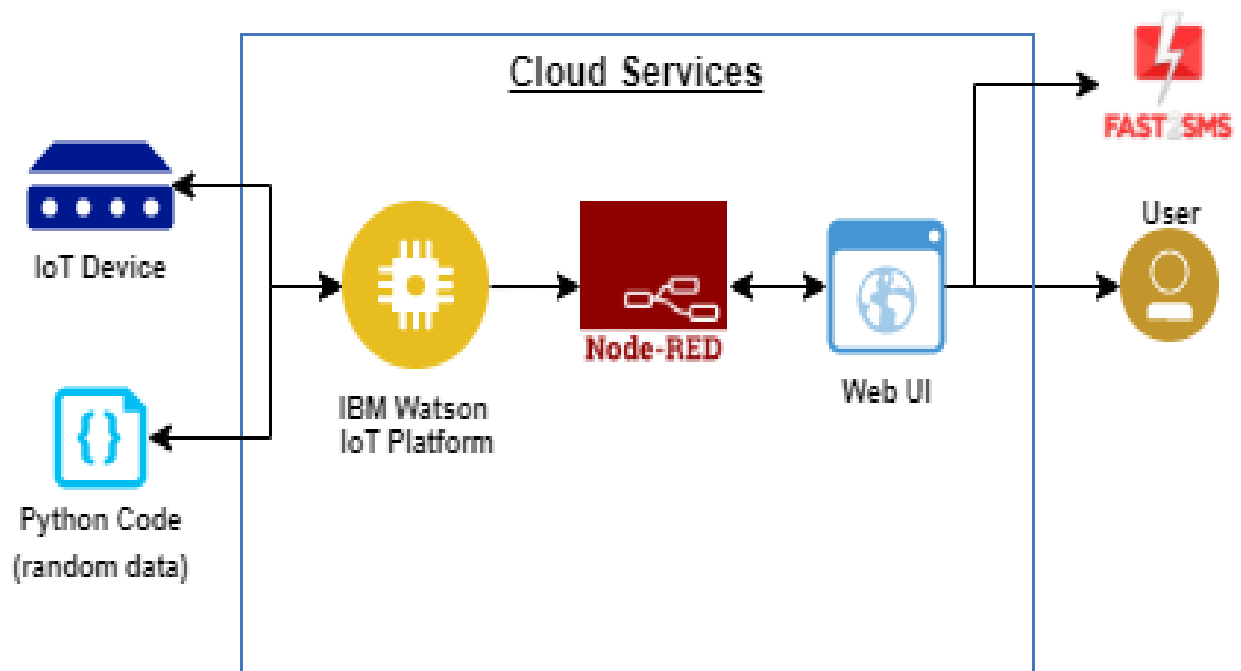 Cloud Services
FAST2SMS
User
IoT Device
Node-RED
Web UI
IBM Watson
IoT Platform
Python Code
(random data)
{}